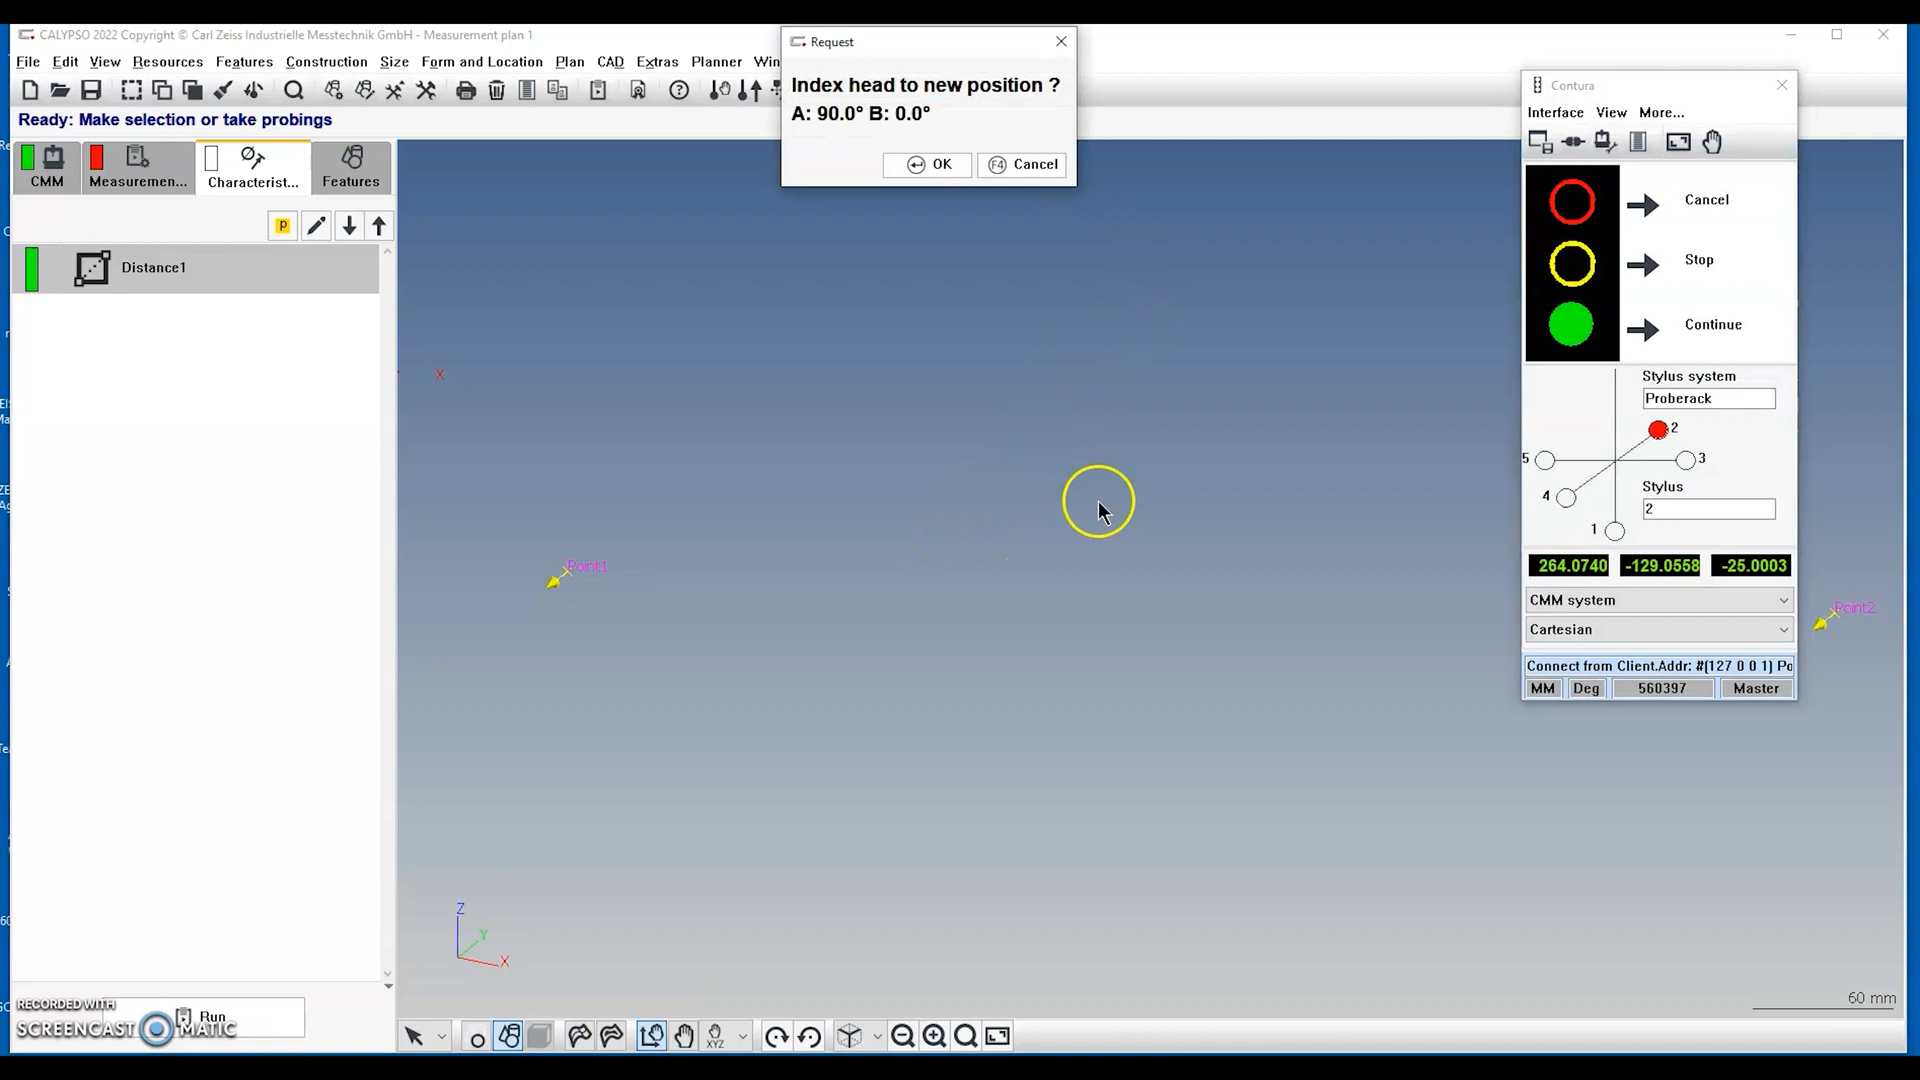 CALYPSO 2022 Copyright © Carl Zeiss Industrielle Messtechnik GmbH - Measurement plan 1
File Edit View Resources Features Construction Size Form and Location Plan CAD Extras Planner Win
Ready: Make selection or take probings
CMM
Measuremen...
Characterist...
Features
p
Distance1
Request
Index head to new position ?
A: 90.0° B: 0.0°
OK
F4 Cancel
X
Point1
Point2
Z
Y
X
60 mm
Contura
Interface View More...
Cancel
Stop
Continue
Stylus system
Proberack
2
5
3
4
1
Stylus
2
264.0740 -129.0558 -25.0003
CMM system
Cartesian
Connect from Client.Addr: #(127 0 0 1) Po
MM Deg 560397 Master
Run
RECORDED WITH
SCREENCAST MATIC
XYZ